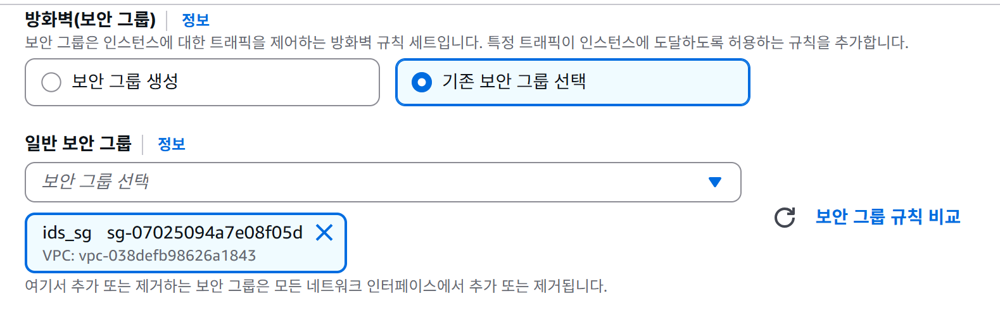 방화벽(보안 그룹) 정보
보안 그룹은 인스턴스에 대한 트래픽을 제어하는 방화벽 규칙 세트입니다. 특정 트래픽이 인스턴스에 도달하도록 허용하는 규칙을 추가합니다.
보안 그룹 생성
기존 보안 그룹 선택
일반 보안 그룹 정보
보안 그룹 선택
보안 그룹 규칙 비교
ids_sg sg-07025094a7e08f05d
VPC: vpc-038defb98626a1843
여기서 추가 또는 제거하는 보안 그룹은 모든 네트워크 인터페이스에서 추가 또는 제거됩니다.